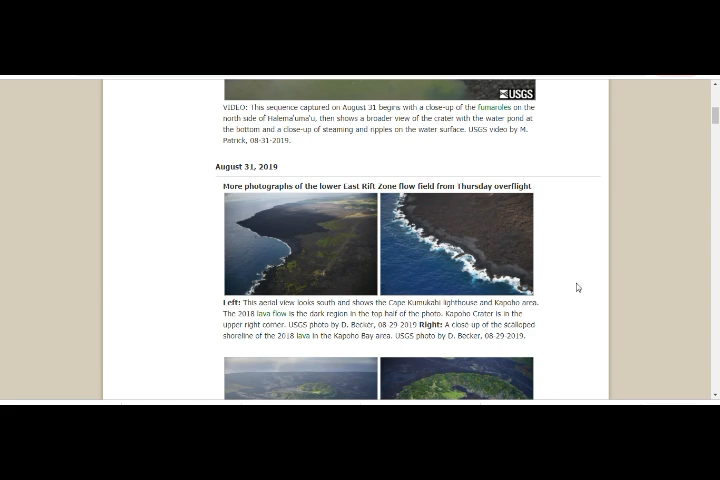 USGS
VIDEO: This sequence captured on August 31 begins with a close-up of the fumaroles on the
north side of Halema'uma'u, then shows a broader view of the crater with the water pond at
the bottom and a close-up of steaming and ripples on the water surface. USGS video by M.
Patrick, 08-31-2019.
August 31, 2019
More photographs of the lower East Rift Zone flow field from Thursday overflight
Left: This aerial view looks south and shows the Cape Kumukahi lighthouse and Kapoho area.
The 2018 lava flow is the dark region in the top half of the photo. Kapoho Crater is in the
upper right corner. USGS photo by D. Becker, 08-29-2019 Right: A close-up of the scalloped
shoreline of the 2018 lava in the Kapoho Bay area. USGS photo by D. Becker, 08-29-2019.